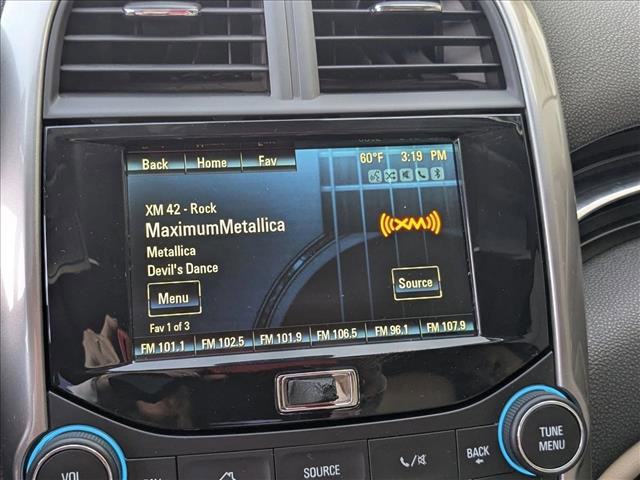 Back Home Fav 60°F 3:19 PM
XM 42 - Rock
MaximumMetallica
((XM))
Metallica
Devil's Dance
Menu Source
Fav 1 of 3
FM 101.1 FM 102.5 FM 101.9 FM 106.5 FM 96.1 FM 107.9
VOL FAV SOURCE BACK TUNE
MENU